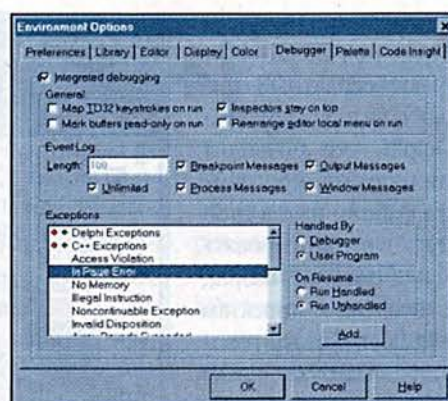 Environment Options
Preferences Library Editor Display Color Debugger Palette Code Insight
Integrated debugging
General
Map TD32 keystrokes on run Inspectors stay on top
Mark buffers read-only on run Rearrange editor local menu on run
Event Log
Length: 100 Breakpoint Messages Output Messages
Unlimited Process Messages Window Messages
Exceptions
Delphi Exceptions
C++ Exceptions
Access Violation
In Page Error
No Memory
Illegal Instruction
Noncontinuable Exception
Invalid Disposition
Array Bounds Exceeded
Handled By
Debugger
User Program
On Resume
Run Handled
Run Unhandled
Add...
OK Cancel Help